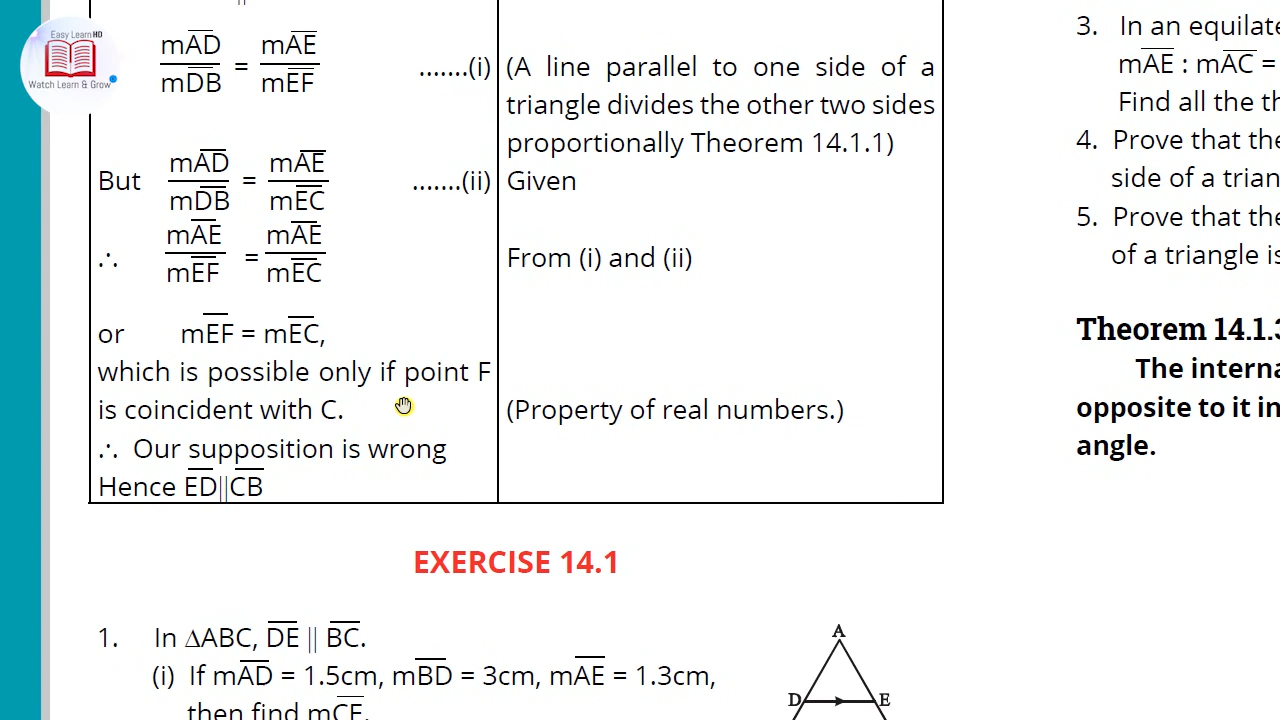 Easy Learn HD
Watch Learn & Grow
mAD/mDB = mAE/mEF .......(i) (A line parallel to one side of a
triangle divides the other two sides
proportionally Theorem 14.1.1)
But mAD/mDB = mAE/mEC .......(ii) Given
∴ mAE/mEF = mAE/mEC From (i) and (ii)
or mEF = mEC,
which is possible only if point F
is coincident with C. (Property of real numbers.)
∴ Our supposition is wrong
Hence ED||CB
EXERCISE 14.1
1. In ΔABC, DE || BC.
(i) If mAD = 1.5cm, mBD = 3cm, mAE = 1.3cm,
then find mCE.
A
D E
3. In an equilate
mAE : mAC =
Find all the th
4. Prove that the
side of a trian
5. Prove that the
of a triangle is
Theorem 14.1.3
The interna
opposite to it in
angle.